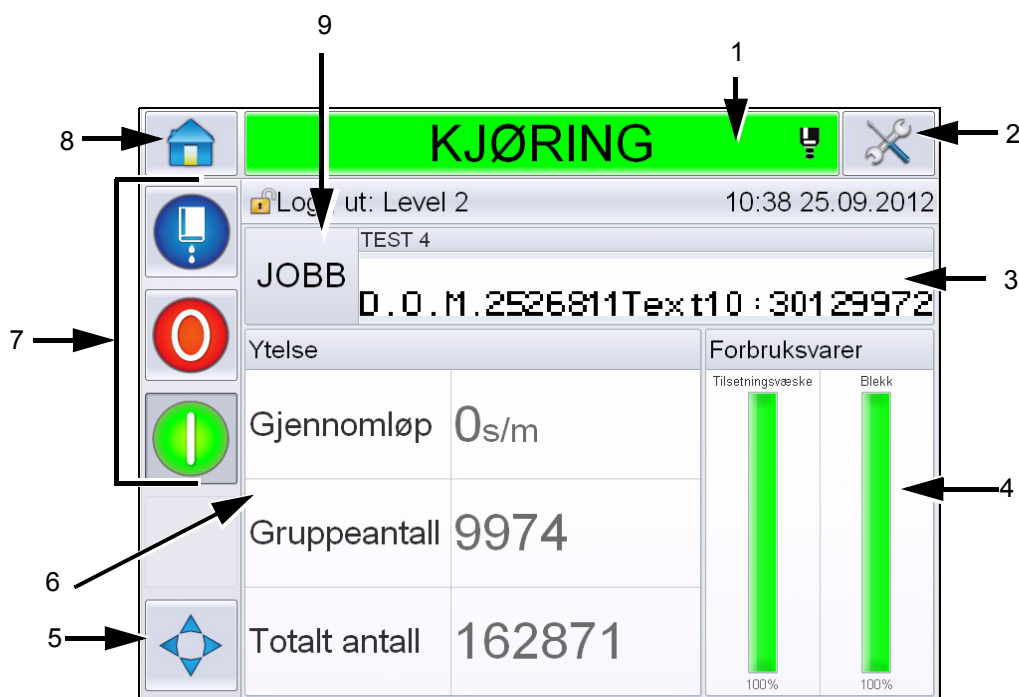 9
1
8
KJØRING
2
Logg ut: Level 2
10:38 25.09.2012
TEST 4
JOBB
D.O.M.2526811Text10:30129972
3
7
Ytelse
Forbruksvarer
Tilsetningsvæske
Blekk
Gjennomløp
0s/m
4
Gruppeantall
9974
6
5
Totalt antall
162871
100%
100%